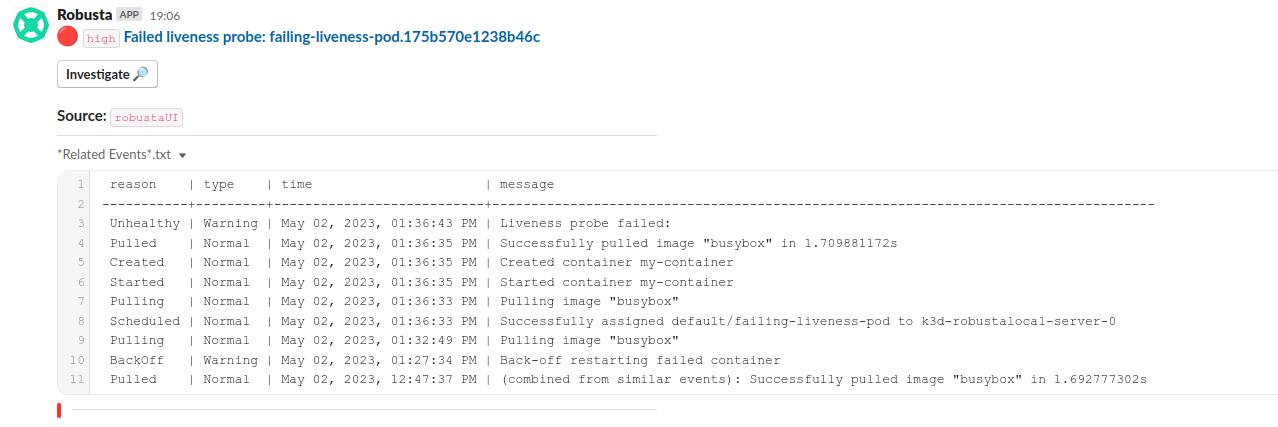 Robusta APP 19:06
high Failed liveness probe: failing-liveness-pod.175b570e1238b46c
Investigate
Source: robustaUI
*Related Events*.txt
1 reason | type | time | message
2 -----------+---------+---------------------------+-------------------------------------------------------------------------------------
3 Unhealthy | Warning | May 02, 2023, 01:36:43 PM | Liveness probe failed:
4 Pulled | Normal | May 02, 2023, 01:36:35 PM | Successfully pulled image "busybox" in 1.709881172s
5 Created | Normal | May 02, 2023, 01:36:35 PM | Created container my-container
6 Started | Normal | May 02, 2023, 01:36:35 PM | Started container my-container
7 Pulling | Normal | May 02, 2023, 01:36:33 PM | Pulling image "busybox"
8 Scheduled | Normal | May 02, 2023, 01:36:33 PM | Successfully assigned default/failing-liveness-pod to k3d-robustalocal-server-0
9 Pulling | Normal | May 02, 2023, 01:32:49 PM | Pulling image "busybox"
10 BackOff | Warning | May 02, 2023, 01:27:34 PM | Back-off restarting failed container
11 Pulled | Normal | May 02, 2023, 12:47:37 PM | (combined from similar events): Successfully pulled image "busybox" in 1.692777302s